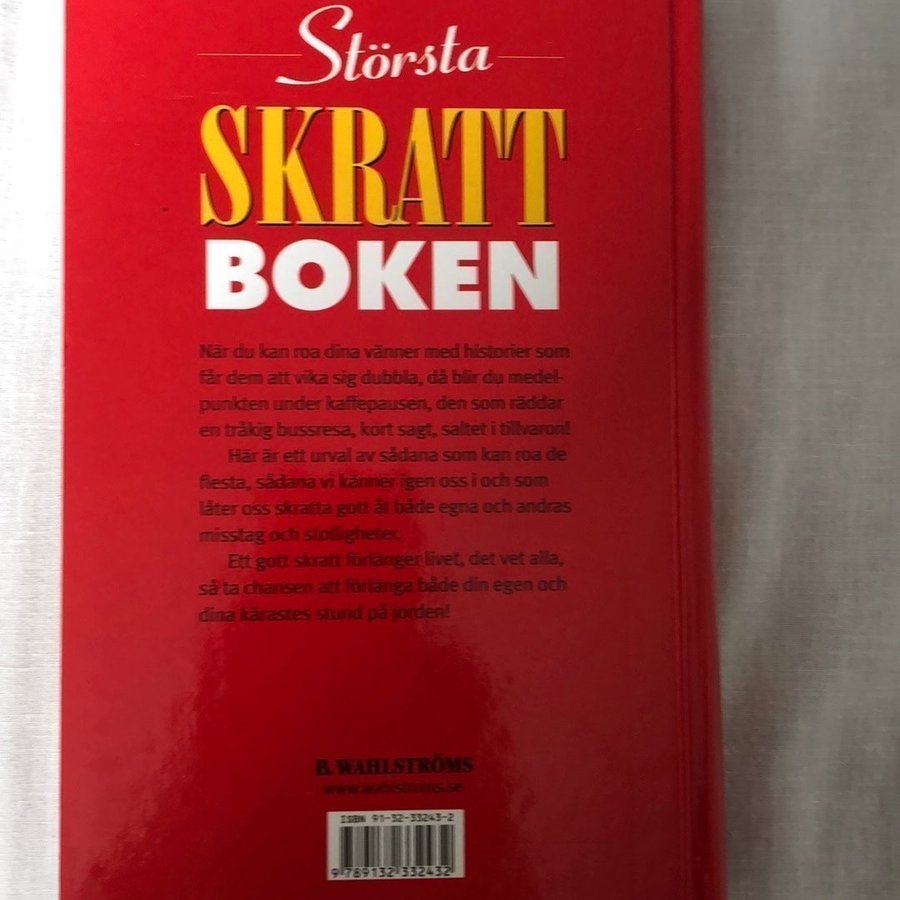 Största
SKRATT
BOKEN
När du kan roa dina vänner med historier som
får dem att vika sig dubbla, då blir du medel-
punkten under kaffepausen, den som räddar
en tråkig bussresa, kort sagt, saltet i tillvaron!
Här är ett urval av sådana som kan roa de
flesta, sådana vi känner igen oss i och som
låter oss skratta gott åt både egna och andras
misstag och stolligheter.
Ett gott skratt förlänger livet, det vet alla,
så ta chansen att förlänga både din egen och
dina kärastes stund på jorden!
B. WAHLSTRÖMS
www.wahlstroms.se
ISBN 91-32-33243-2
9 789132 332432